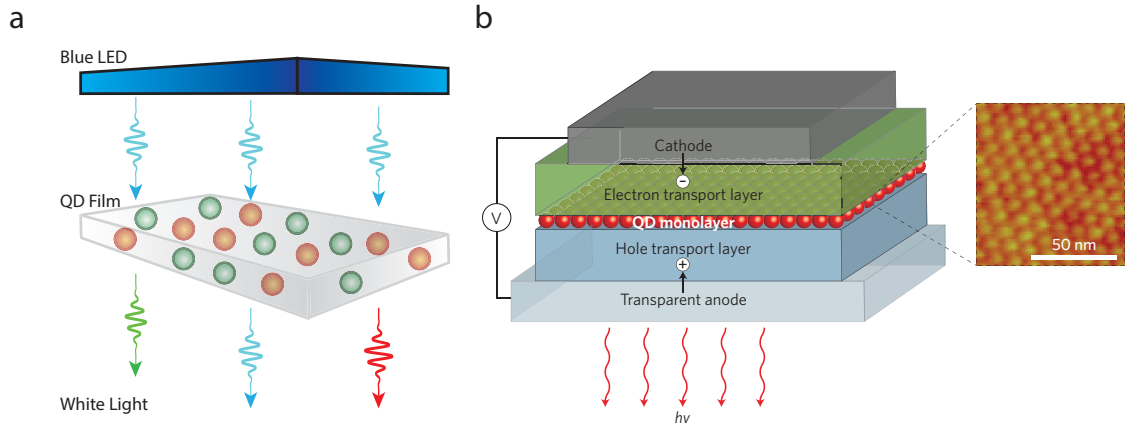 a
Blue LED
QD Film
White Light
b
Cathode
−
Electron transport layer
V
QD monolayer
Hole transport layer
+
Transparent anode
hν
50 nm